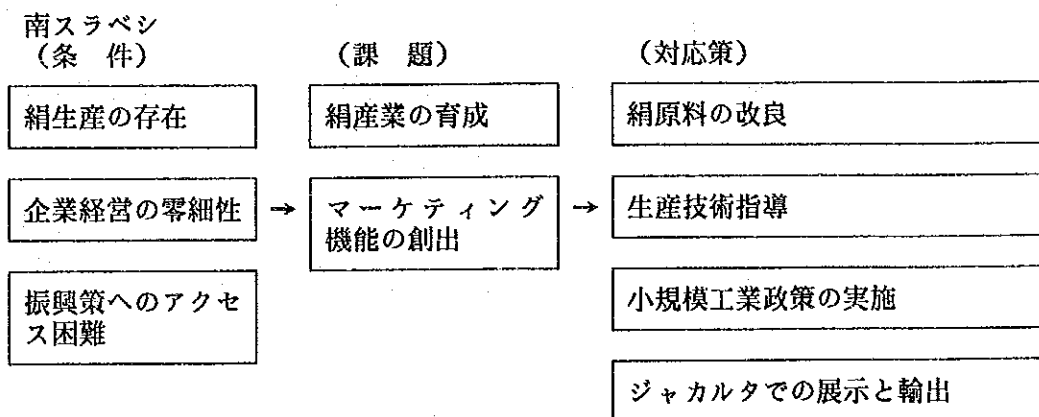 南スラベシ
（条　件）
（課　題）
（対応策）
絹生産の存在
絹産業の育成
絹原料の改良
企業経営の零細性
→
マーケティング
機能の創出
→
生産技術指導
振興策へのアクセ
ス困難
小規模工業政策の実施
ジャカルタでの展示と輸出